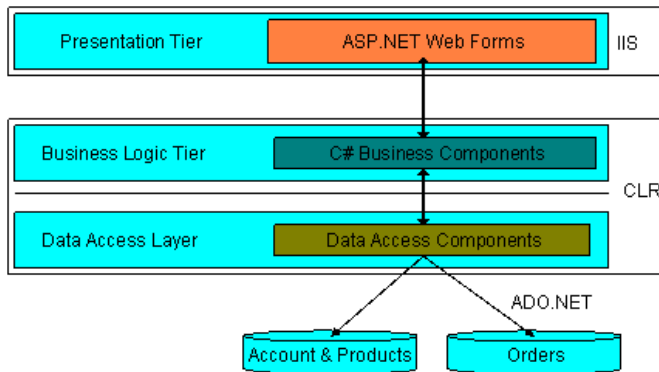 Presentation Tier
ASP.NET Web Forms
IIS
Business Logic Tier
C# Business Components
CLR
Data Access Layer
Data Access Components
ADO.NET
Account & Products
Orders